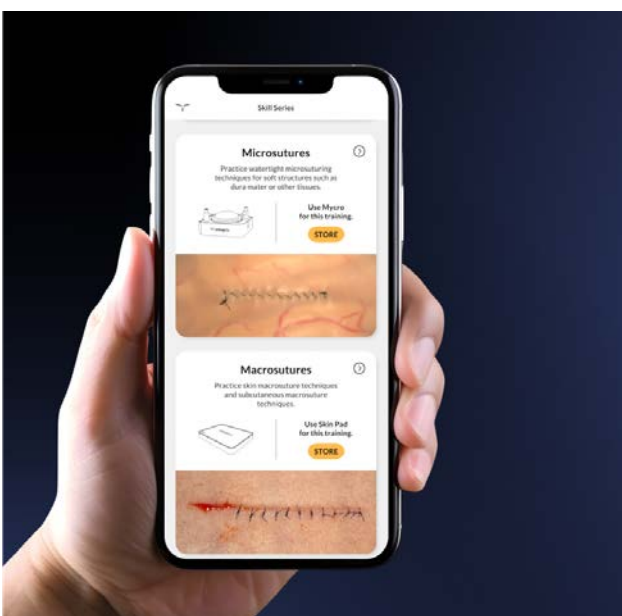 Skill Series
Microsutures
Practice watertight microsuturing
techniques for soft structures such as
dura mater or other tissues.
Use Mycro
for this training.
STORE
Macrosutures
Practice skin macrosuture techniques
and subcutaneous macrosuture
techniques.
Use Skin Pad
for this training.
STORE